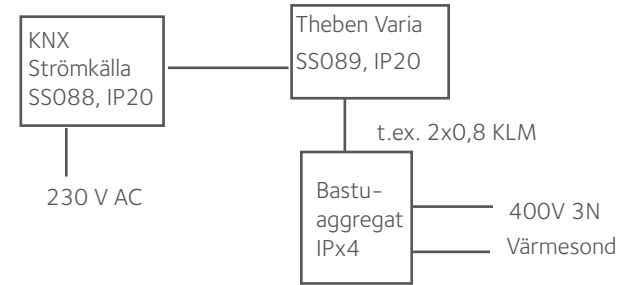 KNX
Strömkälla
SS088, IP20
230 V AC
Theben Varia
SS089, IP20
t.ex. 2x0,8 KLM
Bastu-
aggregat
IPx4
400V 3N
Värmesond